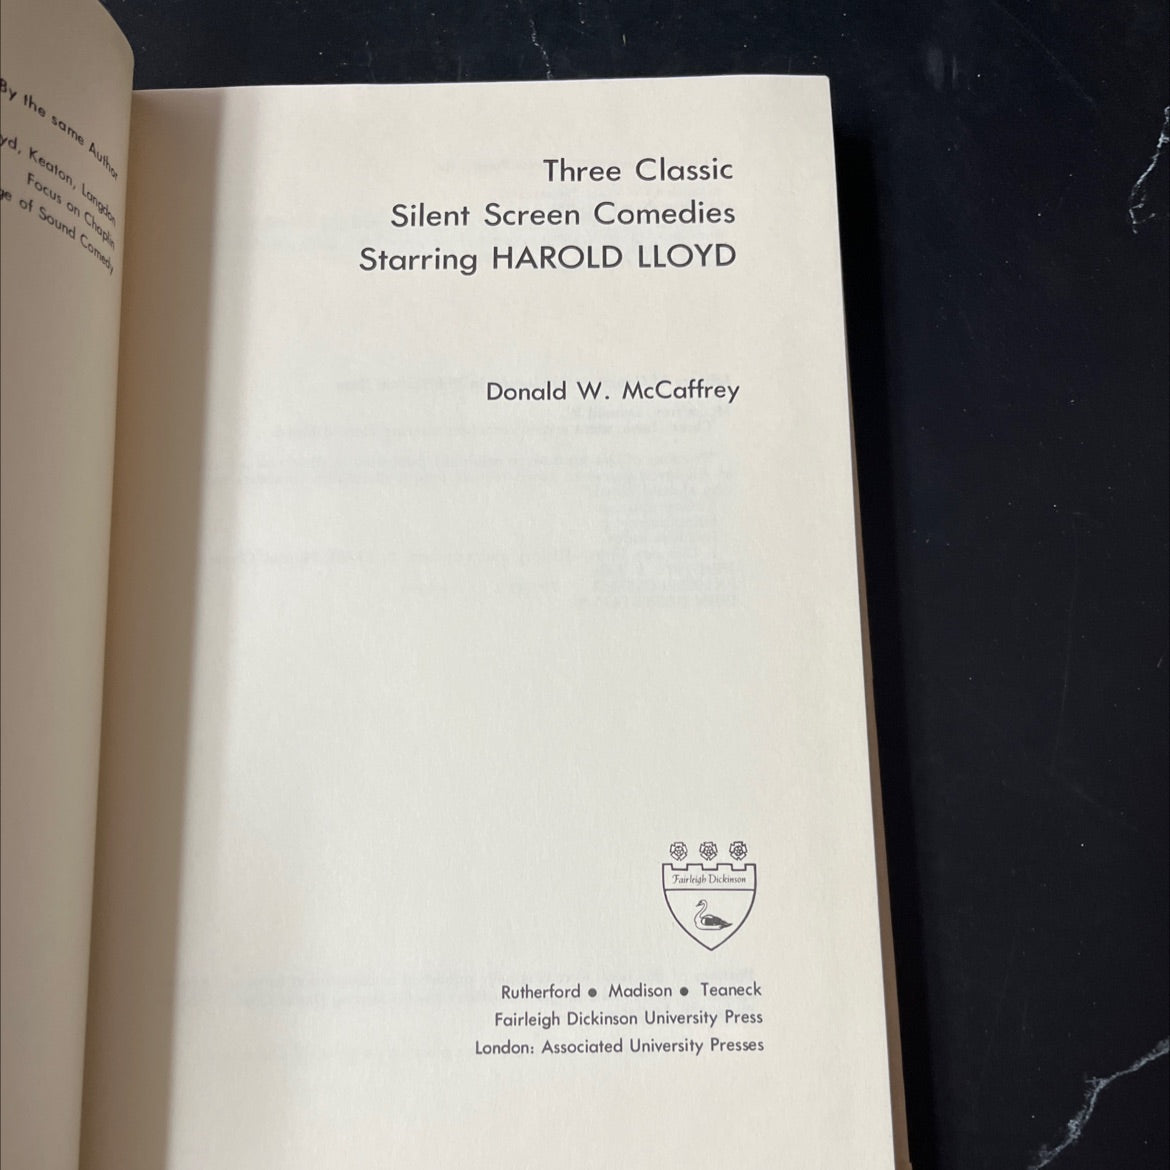 By the same Author
yd, Keaton, Langdon
Focus on Chaplin
ge of Sound Comedy
Three Classic
Silent Screen Comedies
Starring HAROLD LLOYD
Donald W. McCaffrey
Fairleigh Dickinson
Rutherford ● Madison ● Teaneck
Fairleigh Dickinson University Press
London: Associated University Presses